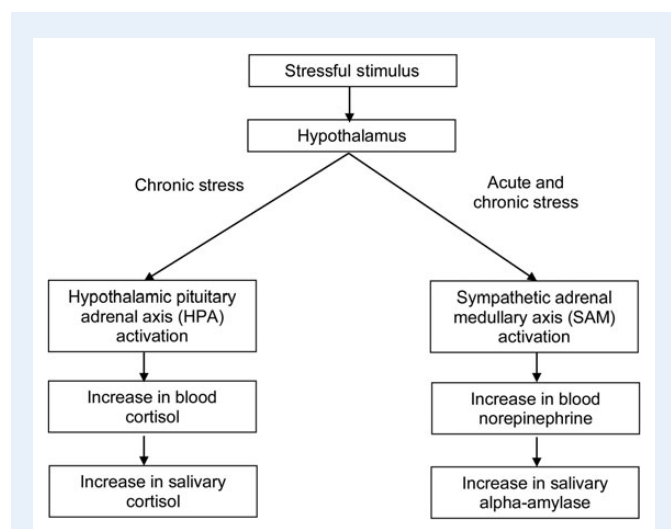 Stressful stimulus
Hypothalamus
Chronic stress
Acute and
chronic stress
Hypothalamic pituitary
adrenal axis (HPA)
activation
Sympathetic adrenal
medullary axis (SAM)
activation
Increase in blood
cortisol
Increase in blood
norepinephrine
Increase in salivary
cortisol
Increase in salivary
alpha-amylase